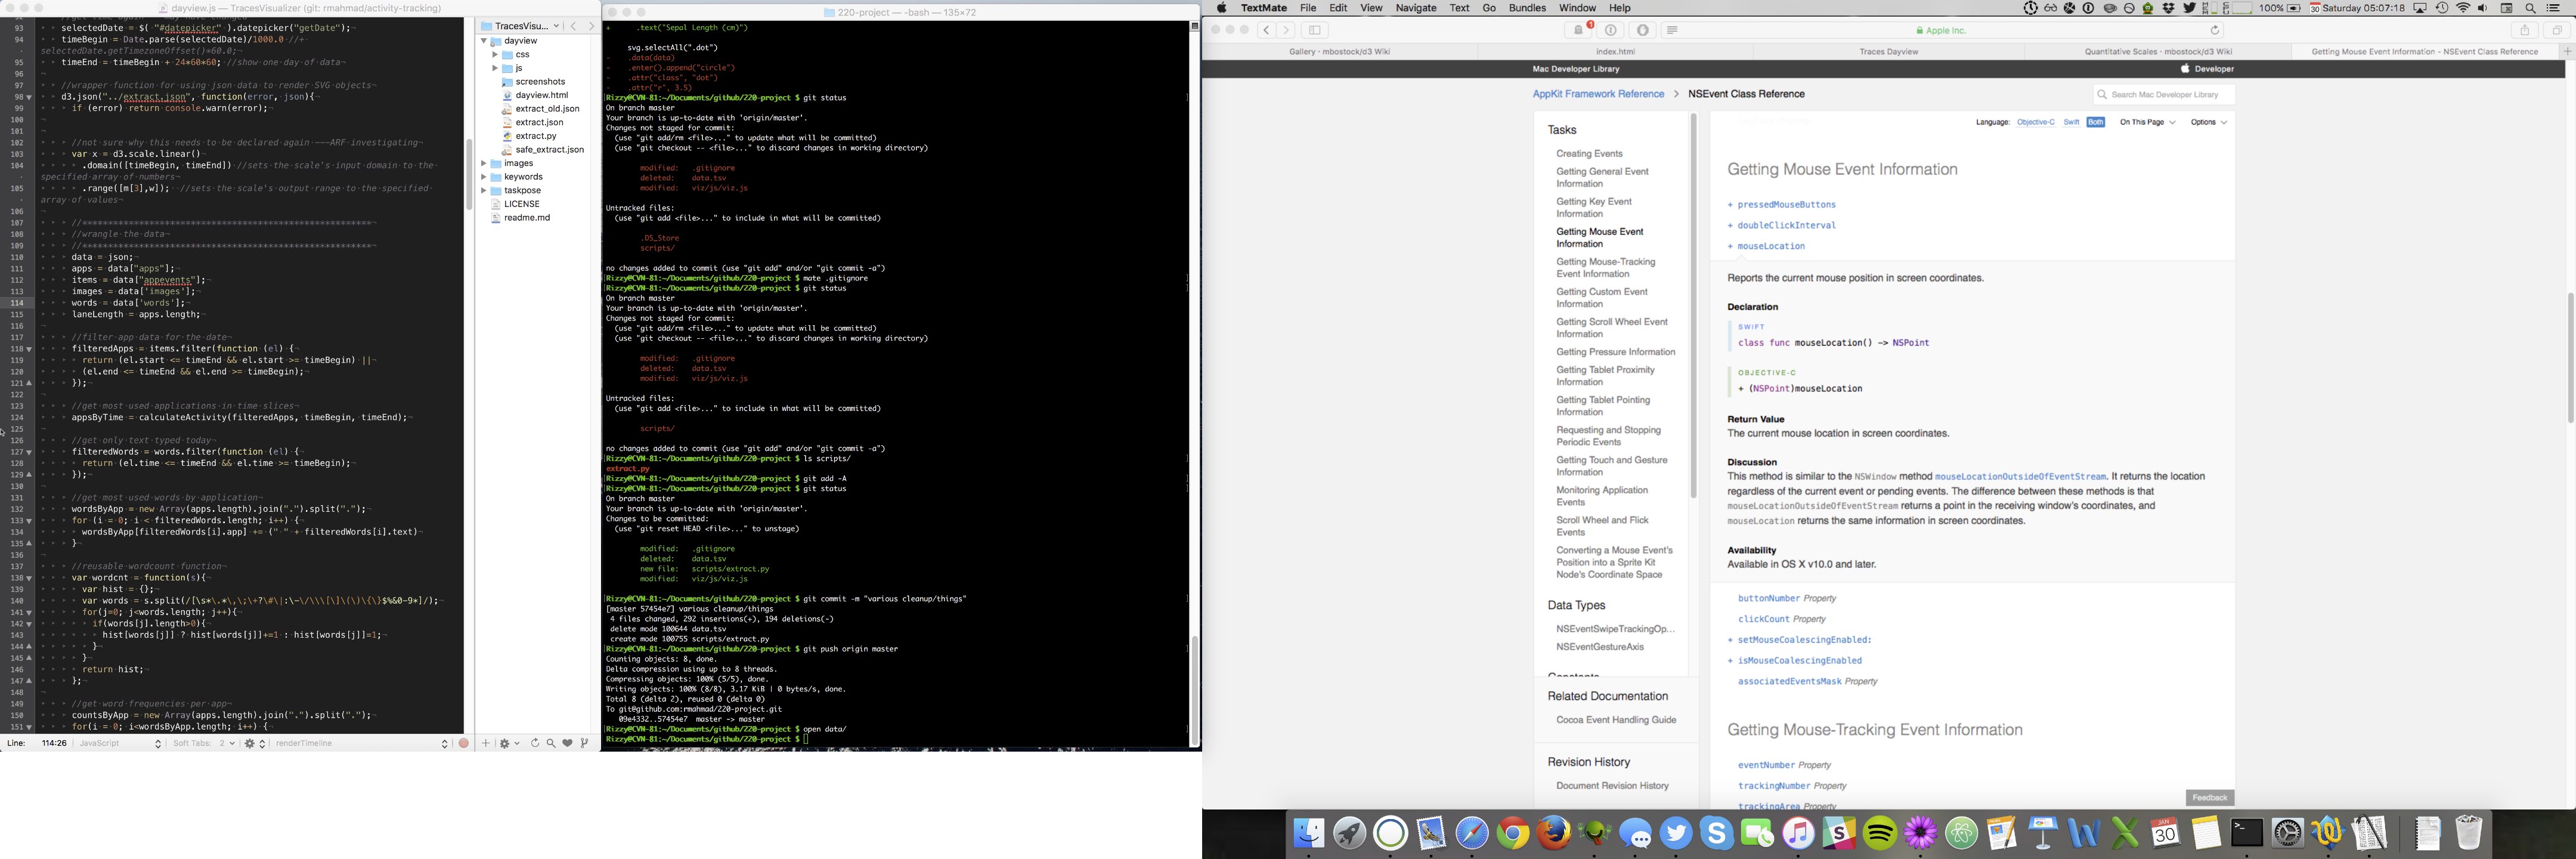 dayview.js — TracesVisualizer (git: rmahmad/activity-tracking)
93 selectedDate = $( "#datepicker" ).datepicker("getDate");
94 timeBegin = Date.parse(selectedDate)/1000.0 //+
selectedDate.getTimezoneOffset()*60.0;
95 timeEnd = timeBegin + 24*60*60; //show one day of data
96
97 //wrapper function for using json data to render SVG objects
98 d3.json("../extract.json", function(error, json){
99 if (error) return console.warn(error);
100
101
102 //not sure why this needs to be declared again ---ARF investigating
103 var x = d3.scale.linear()
104 .domain([timeBegin, timeEnd]) //sets the scale's input domain to the
specified array of numbers
105 .range([m[3],w]); //sets the scale's output range to the specified
array of values
106
107 //****************************************************
108 //wrangle the data
109 //****************************************************
110 data = json;
111 apps = data["apps"];
112 items = data["appevents"];
113 images = data['images'];
114 words = data['words'];
115 laneLength = apps.length;
116
117 //filter app data for the date
118 filteredApps = items.filter(function (el) {
119 return (el.start <= timeEnd && el.start >= timeBegin) ||
120 (el.end <= timeEnd && el.end >= timeBegin);
121 });
122
123 //get most used applications in time slices
124 appsByTime = calculateActivity(filteredApps, timeBegin, timeEnd);
125
126 //get only text typed today
127 filteredWords = words.filter(function (el) {
128 return (el.time <= timeEnd && el.time >= timeBegin);
129 });
130
131 //get most used words by application
132 wordsByApp = new Array(apps.length).join(".").split(".");
133 for (i = 0; i < filteredWords.length; i++) {
134 wordsByApp[filteredWords[i].app] += (" " + filteredWords[i].text)
135 }
136
137 //reusable wordcount function
138 var wordcnt = function(s){
139 var hist = {};
140 var words = s.split(/[\s*\.*\,\;\+?\#\|:\-\/\\\[\]\(\)\{\}$%&0-9*]/);
141 for(j=0; j<words.length; j++){
142 if(words[j].length>0){
143 hist[words[j]] ? hist[words[j]]+=1 : hist[words[j]]=1;
144 }
145 }
146 return hist;
147 };
148
149 //get word frequencies per app
150 countsByApp = new Array(apps.length).join(".").split(".");
151 for(i = 0; i<wordsByApp.length; i++) {
Line: 114:26 JavaScript Soft Tabs: 2 renderTimeline
TracesVisu...
dayview
css
js
screenshots
dayview.html
extract_old.json
extract.json
extract.py
safe_extract.json
images
keywords
taskpose
LICENSE
readme.md
220-project — -bash — 135×72
+ .text("Sepal Length (cm)")
svg.selectAll(".dot")
- .data(data)
- .enter().append("circle")
- .attr("class", "dot")
- .attr("r", 3.5)
Rizzy@CVN-81:~/Documents/github/220-project $ git status
On branch master
Your branch is up-to-date with 'origin/master'.
Changes not staged for commit:
(use "git add/rm <file>..." to update what will be committed)
(use "git checkout -- <file>..." to discard changes in working directory)
modified: .gitignore
deleted: data.tsv
modified: viz/js/viz.js
Untracked files:
(use "git add <file>..." to include in what will be committed)
.DS_Store
scripts/
no changes added to commit (use "git add" and/or "git commit -a")
Rizzy@CVN-81:~/Documents/github/220-project $ mate .gitignore
Rizzy@CVN-81:~/Documents/github/220-project $ git status
On branch master
Your branch is up-to-date with 'origin/master'.
Changes not staged for commit:
(use "git add/rm <file>..." to update what will be committed)
(use "git checkout -- <file>..." to discard changes in working directory)
modified: .gitignore
deleted: data.tsv
modified: viz/js/viz.js
Untracked files:
(use "git add <file>..." to include in what will be committed)
scripts/
no changes added to commit (use "git add" and/or "git commit -a")
Rizzy@CVN-81:~/Documents/github/220-project $ ls scripts/
extract.py
Rizzy@CVN-81:~/Documents/github/220-project $ git add -A
Rizzy@CVN-81:~/Documents/github/220-project $ git status
On branch master
Your branch is up-to-date with 'origin/master'.
Changes to be committed:
(use "git reset HEAD <file>..." to unstage)
modified: .gitignore
deleted: data.tsv
new file: scripts/extract.py
modified: viz/js/viz.js
Rizzy@CVN-81:~/Documents/github/220-project $ git commit -m "various cleanup/things"
[master 57454e7] various cleanup/things
4 files changed, 292 insertions(+), 194 deletions(-)
delete mode 100644 data.tsv
create mode 100755 scripts/extract.py
Rizzy@CVN-81:~/Documents/github/220-project $ git push origin master
Counting objects: 8, done.
Delta compression using up to 8 threads.
Compressing objects: 100% (5/5), done.
Writing objects: 100% (8/8), 3.17 KiB | 0 bytes/s, done.
Total 8 (delta 2), reused 0 (delta 0)
To git@github.com:rmahmad/220-project.git
09e4332..57454e7 master -> master
Rizzy@CVN-81:~/Documents/github/220-project $ open data/
Rizzy@CVN-81:~/Documents/github/220-project $
TextMate File Edit View Navigate Text Go Bundles Window Help
100% Saturday 05:07:18
Apple Inc.
Gallery · mbostock/d3 Wiki
index.html
Traces Dayview
Quantitative Scales · mbostock/d3 Wiki
Getting Mouse Event Information - NSEvent Class Reference
Mac Developer Library
Developer
AppKit Framework Reference > NSEvent Class Reference
Search Mac Developer Library
Language: Objective-C Swift Both On This Page Options
Tasks
Creating Events
Getting General Event
Information
Getting Key Event
Information
Getting Mouse Event
Information
Getting Mouse-Tracking
Event Information
Getting Custom Event
Information
Getting Scroll Wheel Event
Information
Getting Pressure Information
Getting Tablet Proximity
Information
Getting Tablet Pointing
Information
Requesting and Stopping
Periodic Events
Getting Touch and Gesture
Information
Monitoring Application
Events
Scroll Wheel and Flick
Events
Converting a Mouse Event's
Position into a Sprite Kit
Node's Coordinate Space
Data Types
NSEventSwipeTrackingOp...
NSEventGestureAxis
Constants
Related Documentation
Cocoa Event Handling Guide
Revision History
Document Revision History
Getting Mouse Event Information
+ pressedMouseButtons
+ doubleClickInterval
+ mouseLocation
Reports the current mouse position in screen coordinates.
Declaration
SWIFT
class func mouseLocation() -> NSPoint
OBJECTIVE-C
+ (NSPoint)mouseLocation
Return Value
The current mouse location in screen coordinates.
Discussion
This method is similar to the NSWindow method mouseLocationOutsideOfEventStream. It returns the location
regardless of the current event or pending events. The difference between these methods is that
mouseLocationOutsideOfEventStream returns a point in the receiving window's coordinates, and
mouseLocation returns the same information in screen coordinates.
Availability
Available in OS X v10.0 and later.
buttonNumber Property
clickCount Property
+ setMouseCoalescingEnabled:
+ isMouseCoalescingEnabled
associatedEventsMask Property
Getting Mouse-Tracking Event Information
eventNumber Property
trackingNumber Property
trackingArea Property
Feedback
JAN
30